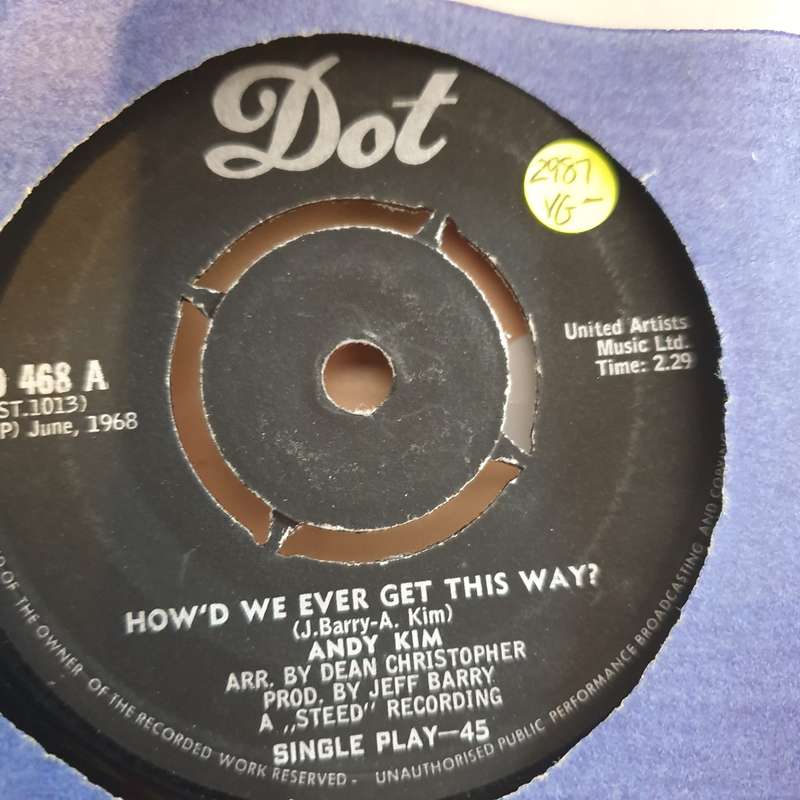 Dot
2987
VG-
United Artists
Music Ltd.
Time: 2.29
468 A
ST.1013)
P) June, 1968
HOW'D WE EVER GET THIS WAY?
(J.Barry-A. Kim)
ANDY KIM
ARR. BY DEAN CHRISTOPHER
PROD. BY JEFF BARRY
A „STEED" RECORDING
SINGLE PLAY—45
OF THE OWNER OF THE RECORDED WORK RESERVED - UNAUTHORISED PUBLIC PERFORMANCE BROADCASTING AND COPYING